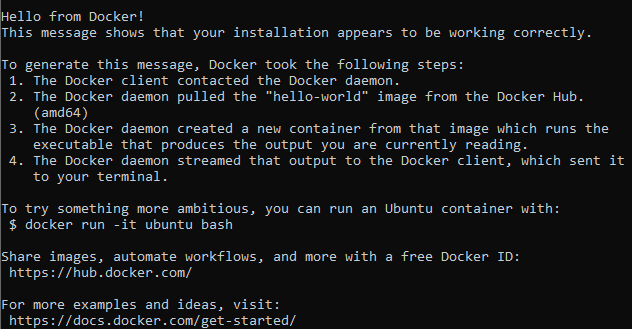 Hello from Docker!
This message shows that your installation appears to be working correctly.
To generate this message, Docker took the following steps:
1. The Docker client contacted the Docker daemon.
2. The Docker daemon pulled the "hello-world" image from the Docker Hub.
(amd64)
3. The Docker daemon created a new container from that image which runs the
executable that produces the output you are currently reading.
4. The Docker daemon streamed that output to the Docker client, which sent it
to your terminal.
To try something more ambitious, you can run an Ubuntu container with:
$ docker run -it ubuntu bash
Share images, automate workflows, and more with a free Docker ID:
https://hub.docker.com/
For more examples and ideas, visit:
https://docs.docker.com/get-started/